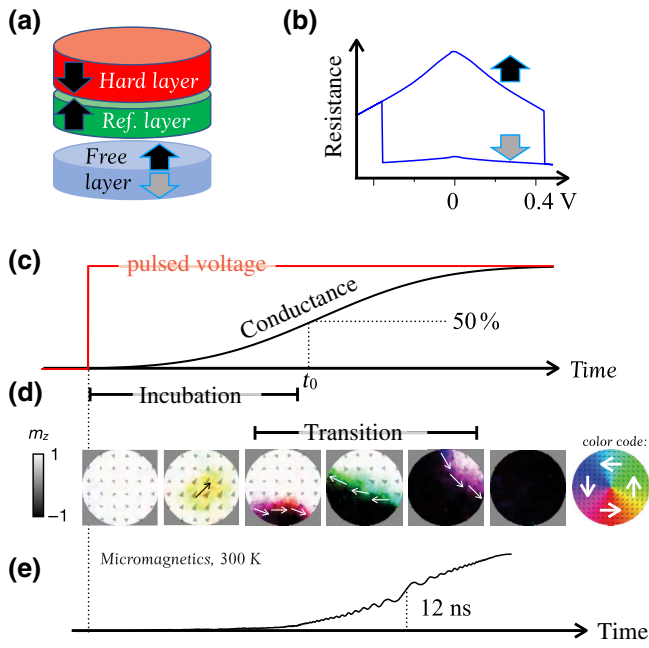 (a)
Hard layer
Ref. layer
Free
layer
(b)
Resistance
0
0.4 V
(c)
pulsed voltage
Conductance
50 %
t0
Time
(d)
Incubation
Transition
mz
1
−1
color code:
(e)
Micromagnetics, 300 K
12 ns
Time